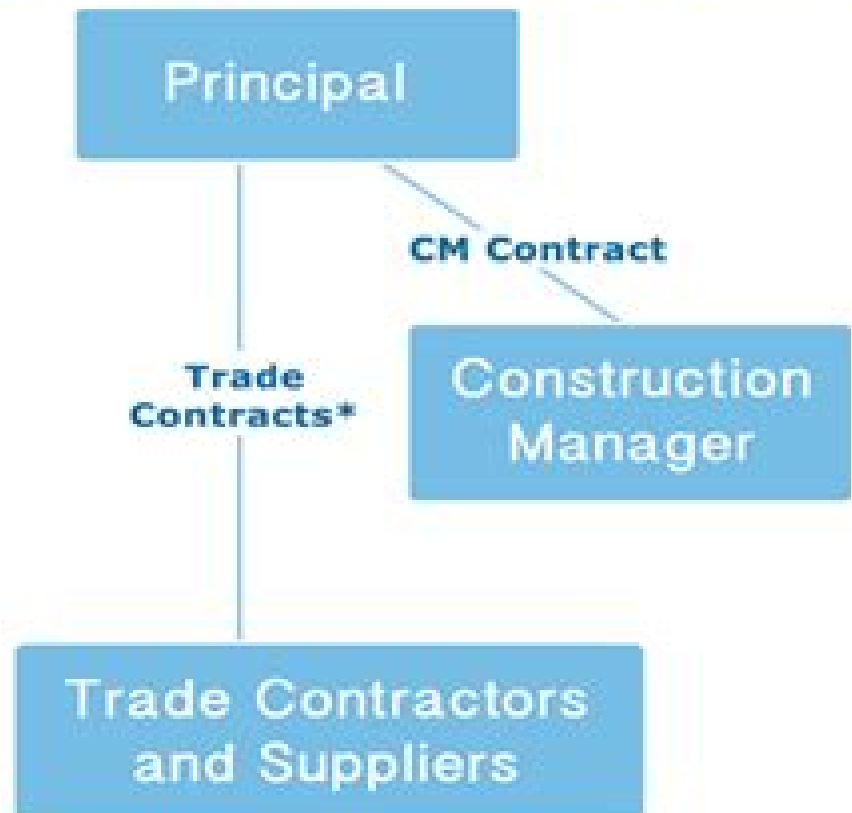 Principal
CM Contract
Trade
Contracts*
Construction
Manager
Trade Contractors
and Suppliers